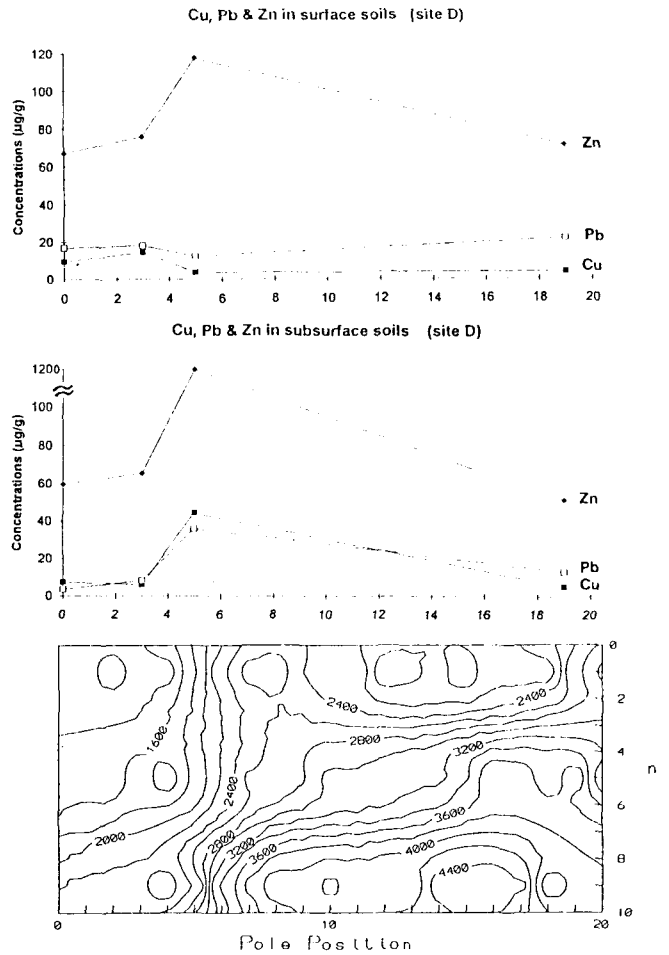 Cu, Pb & Zn in surface soils (site D)
Concentrations (µg/g)
120
100
80
60
40
20
0
Zn
Pb
Cu
0 2 4 6 8 10 12 14 16 18 20
Cu, Pb & Zn in subsurface soils (site D)
Concentrations (µg/g)
1200
100
80
60
40
20
0
Zn
Pb
Cu
0 2 4 6 8 10 12 14 16 18 20
1600
2000
2400
2800
3200
3600
2400
2400
2800
3200
3600
4000
4400
0
2
4
6
8
10
n
0 10 20
Pole Position